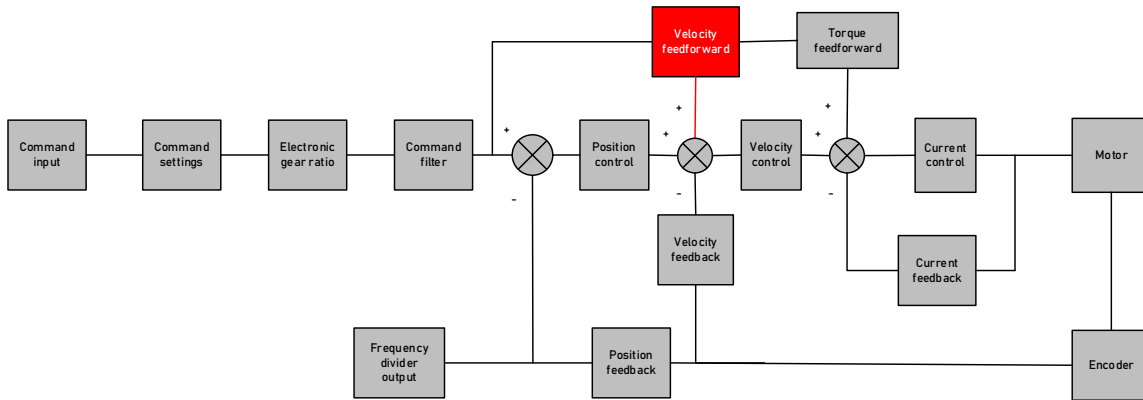 Velocity
feedforward
Torque
feedforward
+
+
+
+
+
Command
input
Command
settings
Electronic
gear ratio
Command
filter
Position
control
Velocity
control
Current
control
Motor
-
-
-
Velocity
feedback
Current
feedback
Frequency
divider
output
Position
feedback
Encoder